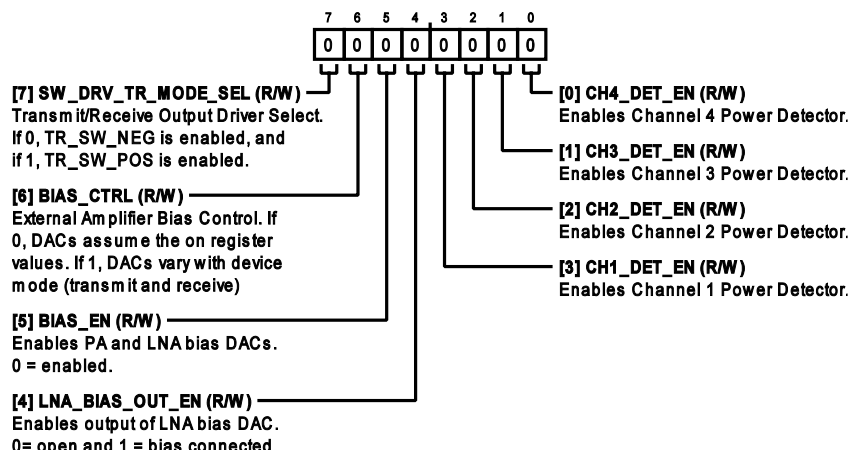 7 6 5 4 3 2 1 0
0 0 0 0 0 0 0 0
[7] SW_DRV_TR_MODE_SEL (R/W)
Transmit/Receive Output Driver Select.
If 0, TR_SW_NEG is enabled, and
if 1, TR_SW_POS is enabled.
[6] BIAS_CTRL (R/W)
External Amplifier Bias Control. If
0, DACs assume the on register
values. If 1, DACs vary with device
mode (transmit and receive)
[5] BIAS_EN (R/W)
Enables PA and LNA bias DACs.
0 = enabled.
[4] LNA_BIAS_OUT_EN (R/W)
Enables output of LNA bias DAC.
0= open and 1 = bias connected
[0] CH4_DET_EN (R/W)
Enables Channel 4 Power Detector.
[1] CH3_DET_EN (R/W)
Enables Channel 3 Power Detector.
[2] CH2_DET_EN (R/W)
Enables Channel 2 Power Detector.
[3] CH1_DET_EN (R/W)
Enables Channel 1 Power Detector.